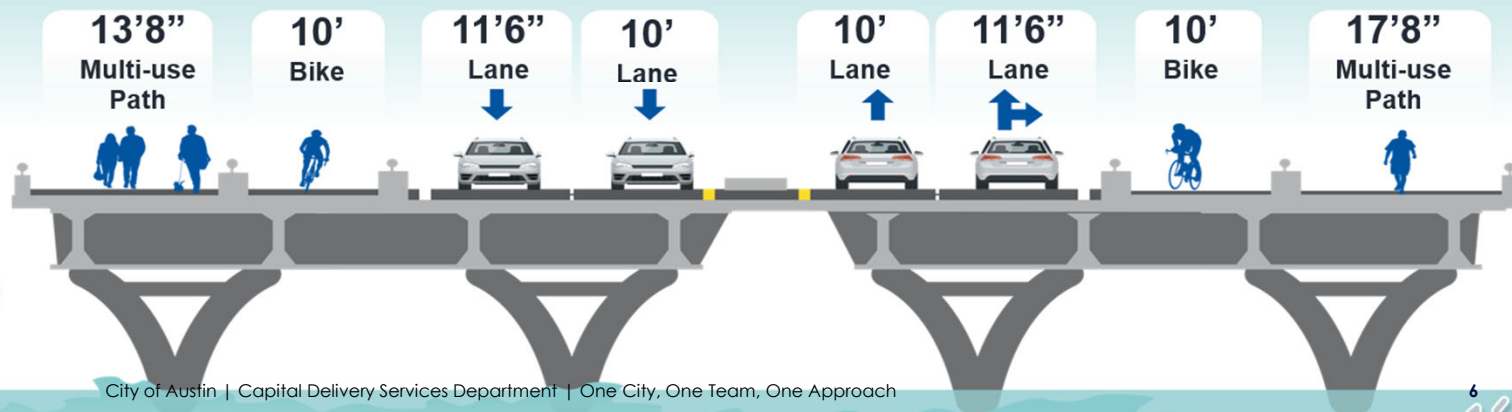 13’8”
Multi-use
Path
10’
Bike
11’6”
Lane
10’
Lane
10’
Lane
11’6”
Lane
10’
Bike
17’8”
Multi-use
Path
City of Austin | Capital Delivery Services Department | One City, One Team, One Approach
6